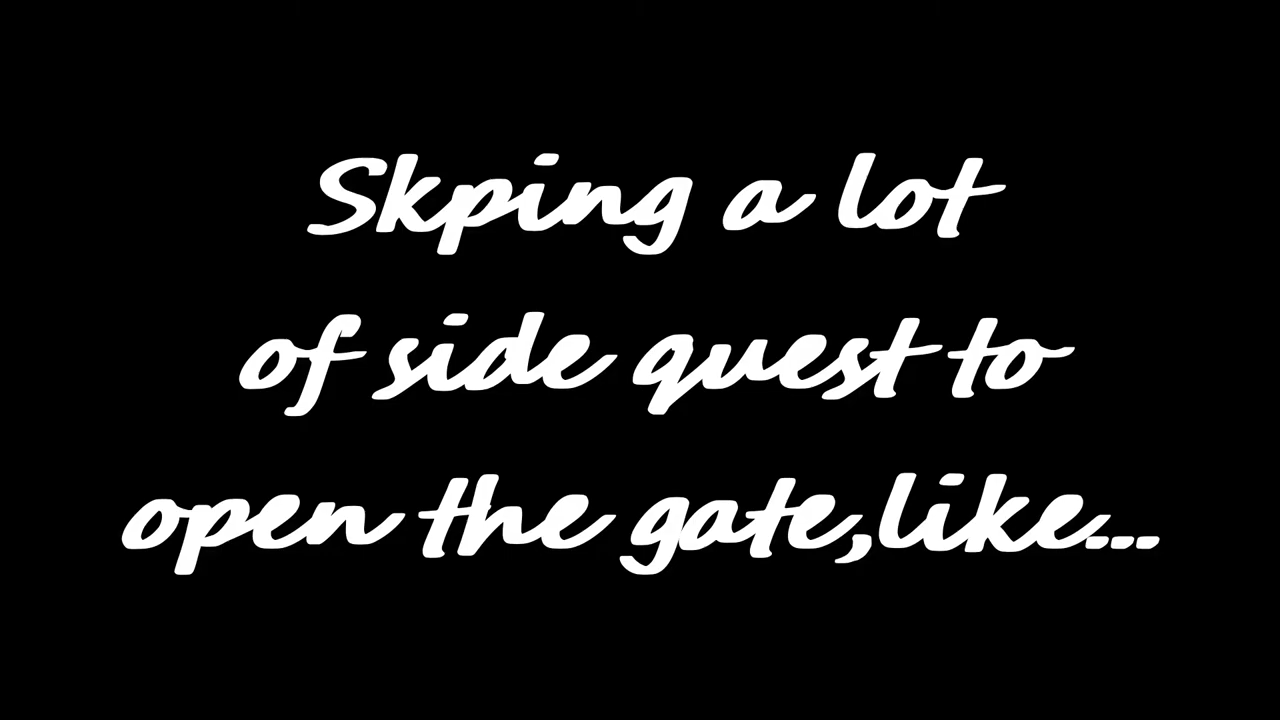 Skping a lot
of side quest to
open the gate,like...